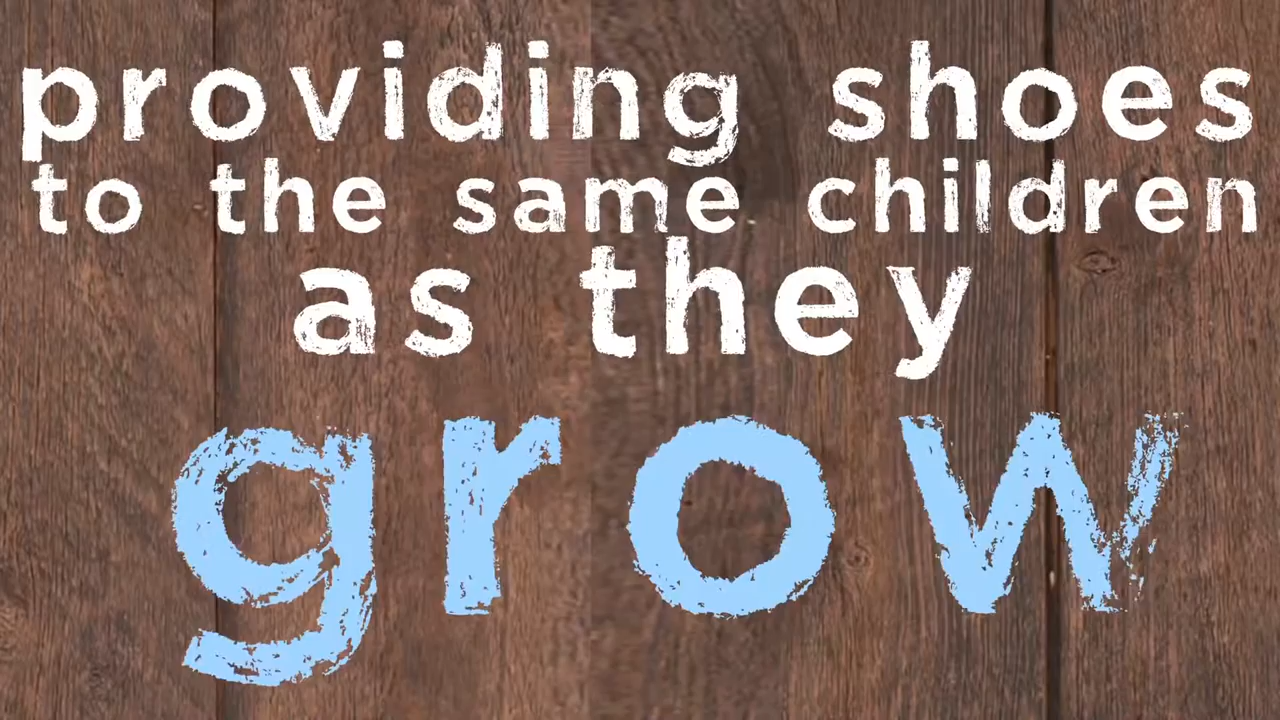 providing shoes
to the same children
as they
grow